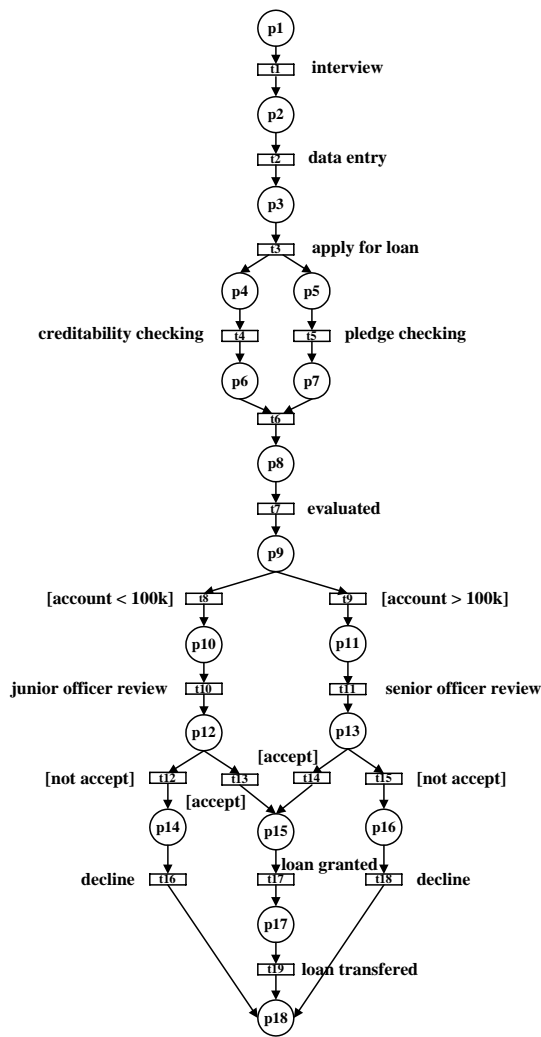 p1
t1 interview
p2
t2 data entry
p3
t3 apply for loan
p4 p5
creditability checking t4 t5 pledge checking
p6 p7
t6
p8
t7 evaluated
p9
[account < 100k] t8 t9 [account > 100k]
p10 p11
junior officer review t10 t11 senior officer review
p12 p13
[accept]
[not accept] t12 t13 t14 t15 [not accept]
[accept]
p14 p15 p16
loan granted
decline t16 t17 t18 decline
p17
t19 loan transfered
p18